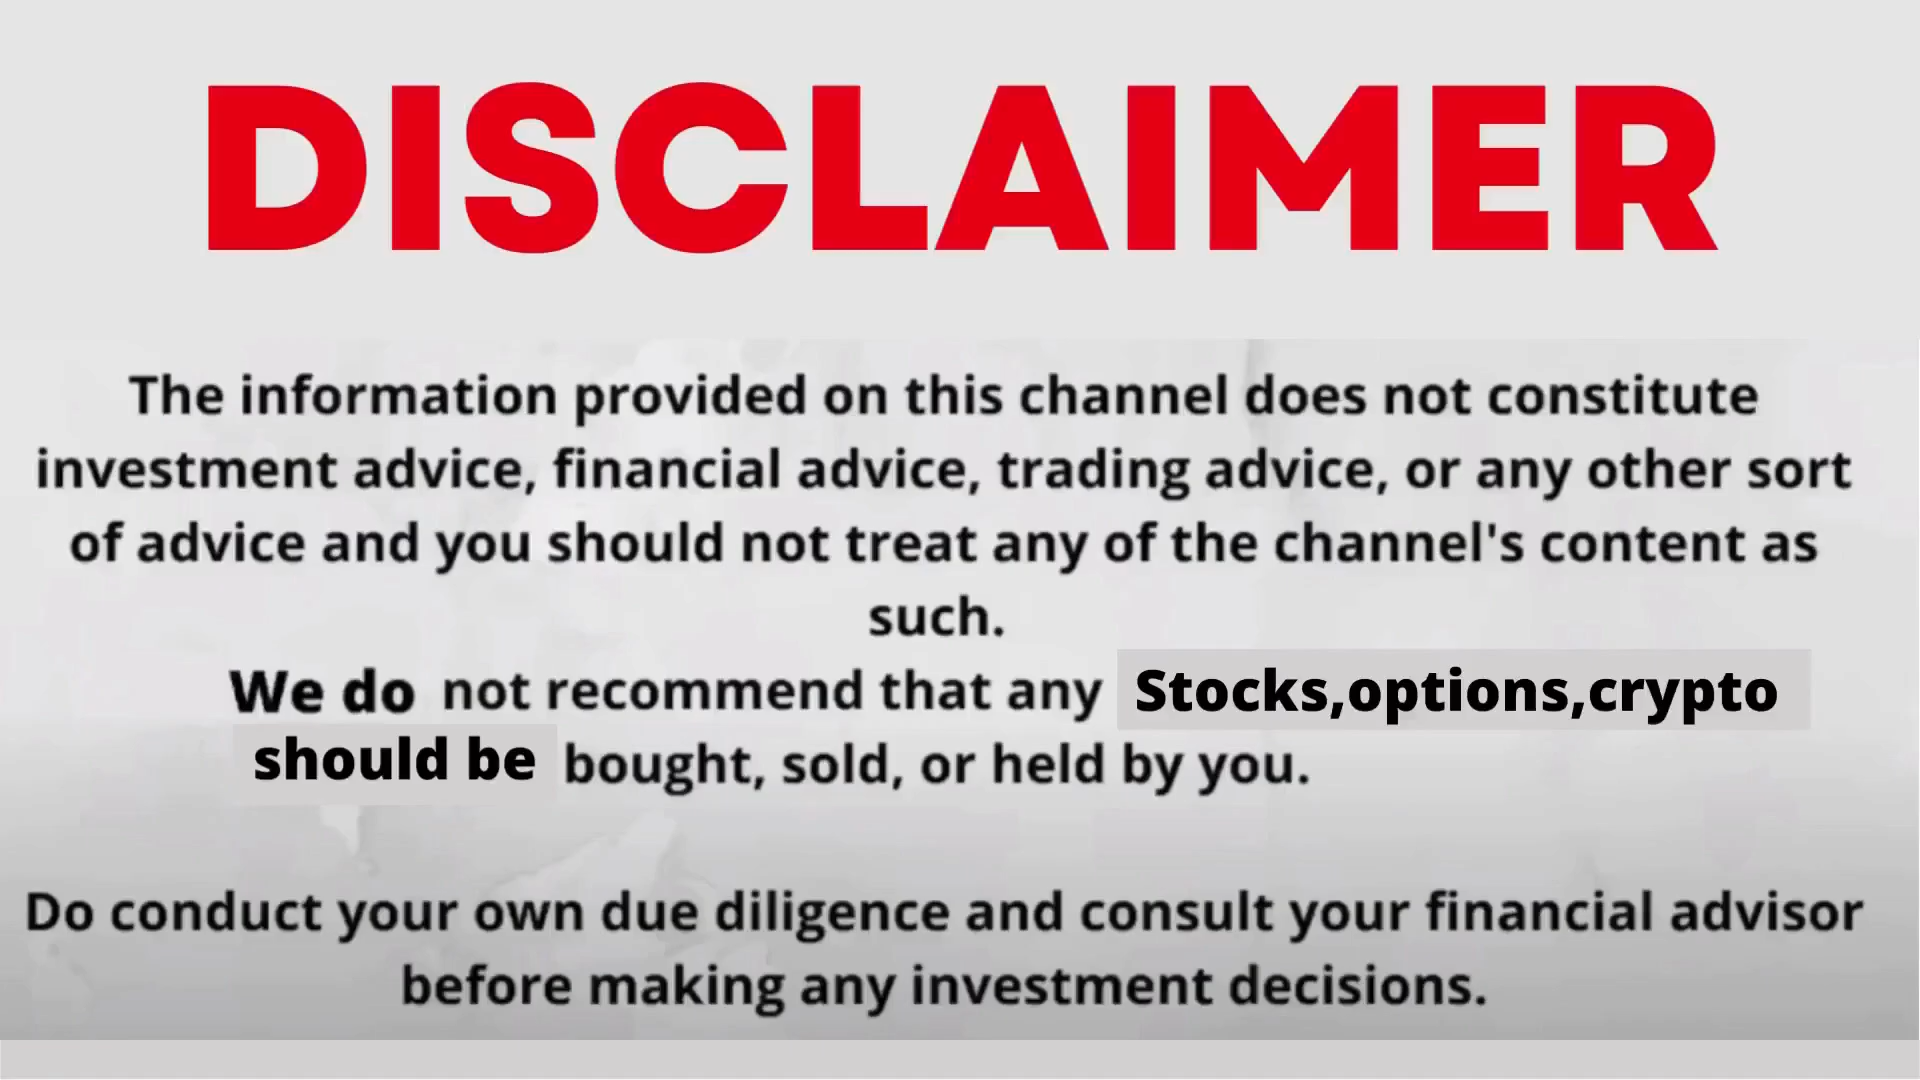 DISCLAIMER
The information provided on this channel does not constitute
investment advice, financial advice, trading advice, or any other sort
of advice and you should not treat any of the channel's content as
such.
We do not recommend that any Stocks,options,crypto
should be bought, sold, or held by you.
Do conduct your own due diligence and consult your financial advisor
before making any investment decisions.